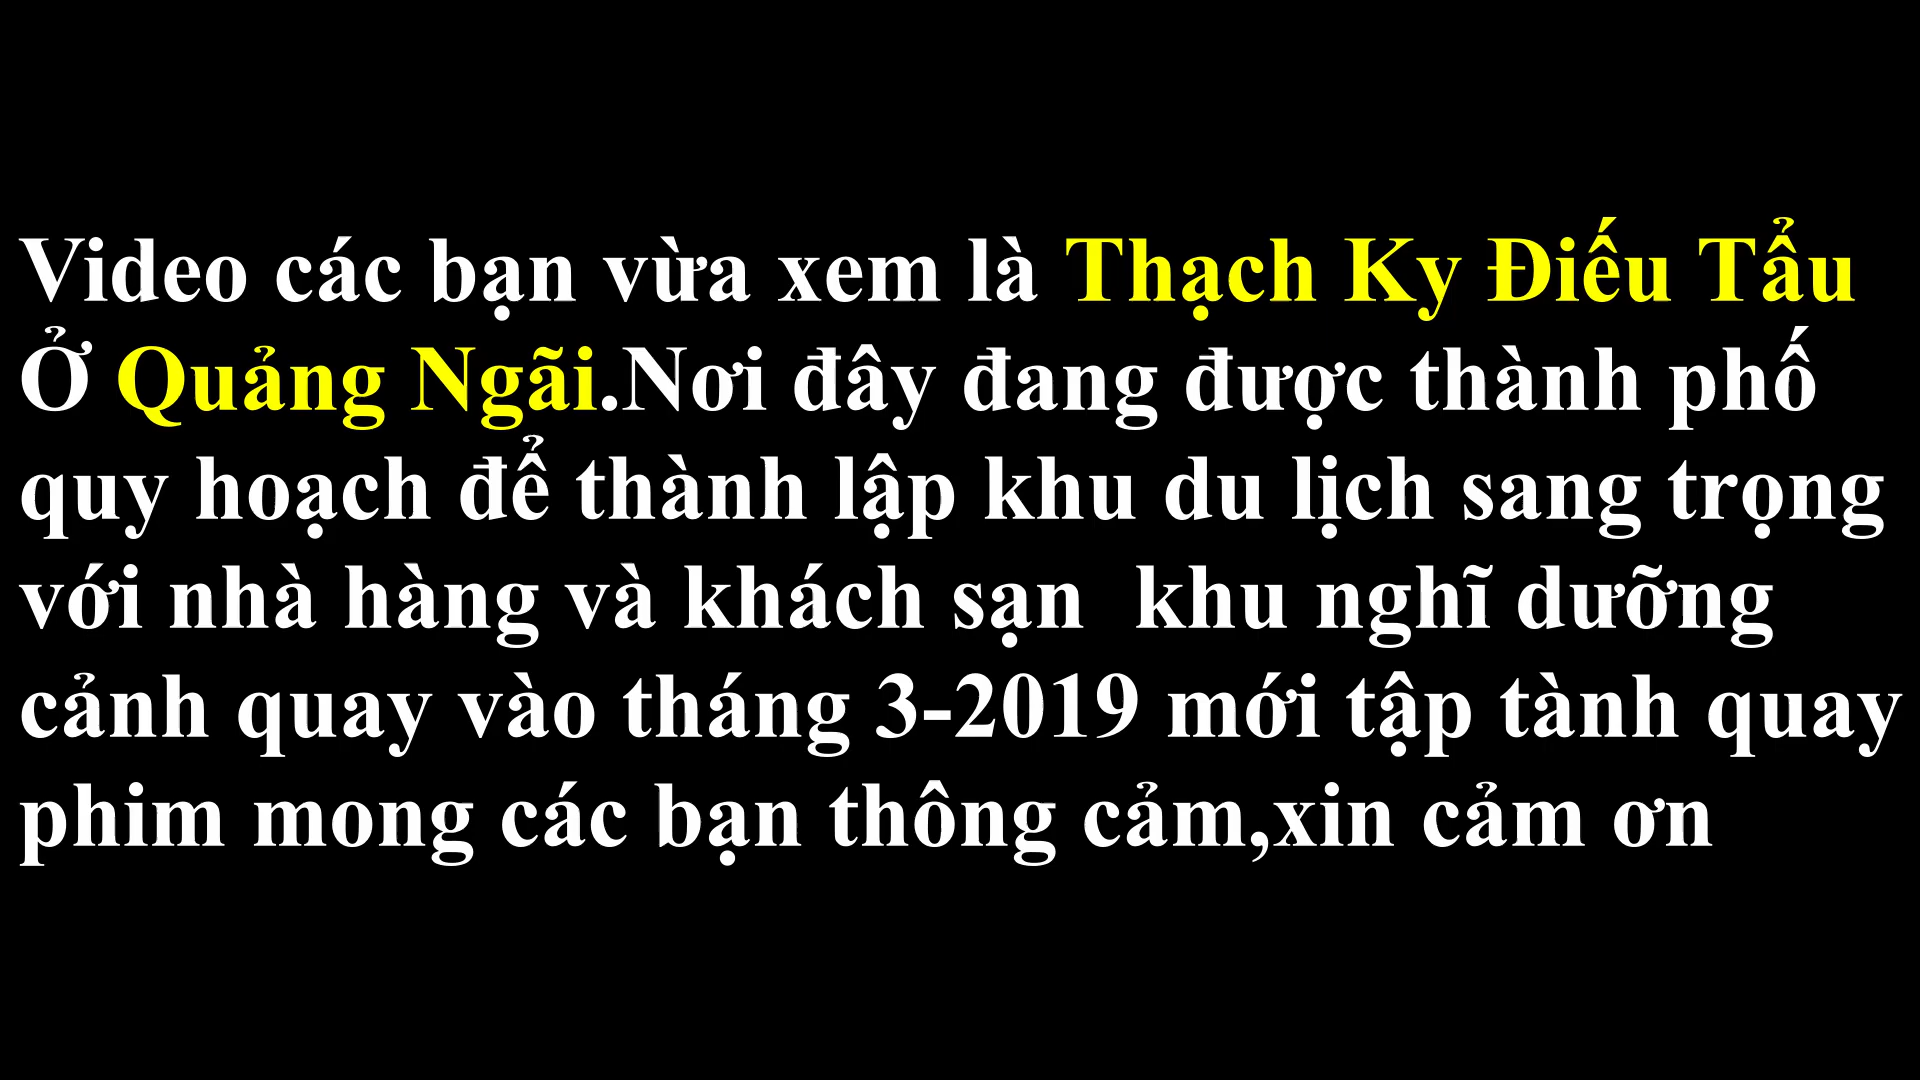 Video các bạn vừa xem là Thạch Ky Điếu Tẩu
Ở Quảng Ngãi.Nơi đây đang được thành phố
quy hoạch để thành lập khu du lịch sang trọng
với nhà hàng và khách sạn  khu nghĩ dưỡng
cảnh quay vào tháng 3-2019 mới tập tành quay
phim mong các bạn thông cảm,xin cảm ơn